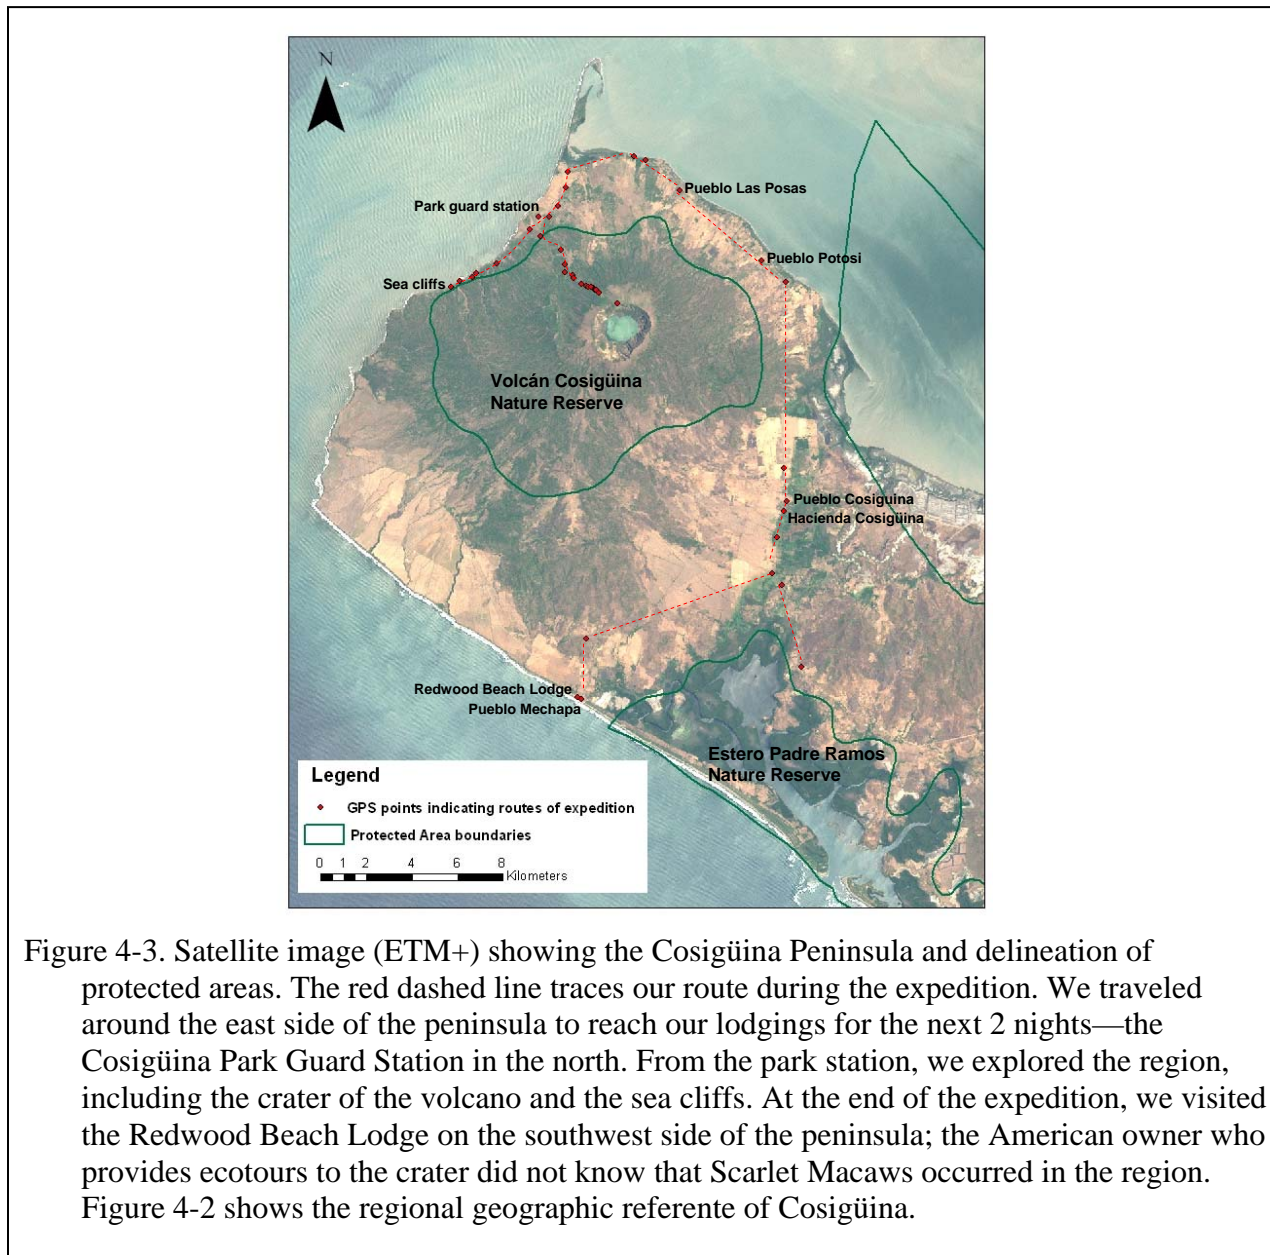 N
Pueblo Las Posas
Park guard station
Pueblo Potosi
Sea cliffs
Volcán Cosigüina
Nature Reserve
Pueblo Cosiguina
Hacienda Cosigüina
Redwood Beach Lodge
Pueblo Mechapa
Estero Padre Ramos
Nature Reserve
Legend
GPS points indicating routes of expedition
Protected Area boundaries
0 1 2 4 6 8
Kilometers
Figure 4-3. Satellite image (ETM+) showing the Cosigüina Peninsula and delineation of
protected areas. The red dashed line traces our route during the expedition. We traveled
around the east side of the peninsula to reach our lodgings for the next 2 nights—the
Cosigüina Park Guard Station in the north. From the park station, we explored the region,
including the crater of the volcano and the sea cliffs. At the end of the expedition, we visited
the Redwood Beach Lodge on the southwest side of the peninsula; the American owner who
provides ecotours to the crater did not know that Scarlet Macaws occurred in the region.
Figure 4-2 shows the regional geographic referente of Cosigüina.